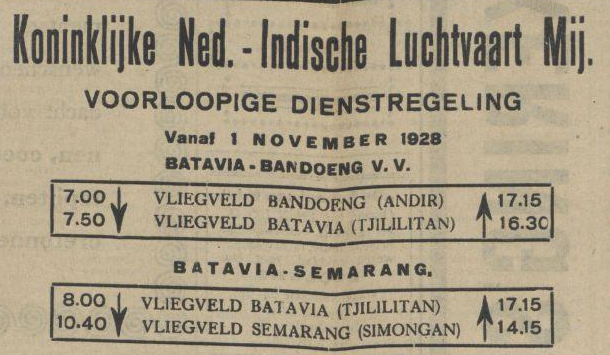 Koninklijke Ned.-Indische Luchtvaart Mij.
VOORLOOPIGE DIENSTREGELING
Vanaf 1 NOVEMBER 1928
BATAVIA-BANDOENG V. V.
7.00 VLIEGVELD BANDOENG (ANDIR) 17.15
7.50 VLIEGVELD BATAVIA (TJILILITAN) 16.30
BATAVIA-SEMARANG.
8.00 VLIEGVELD BATAVIA (TJILILITAN) 17.15
10.40 VLIEGVELD SEMARANG (SIMONGAN) 14.15